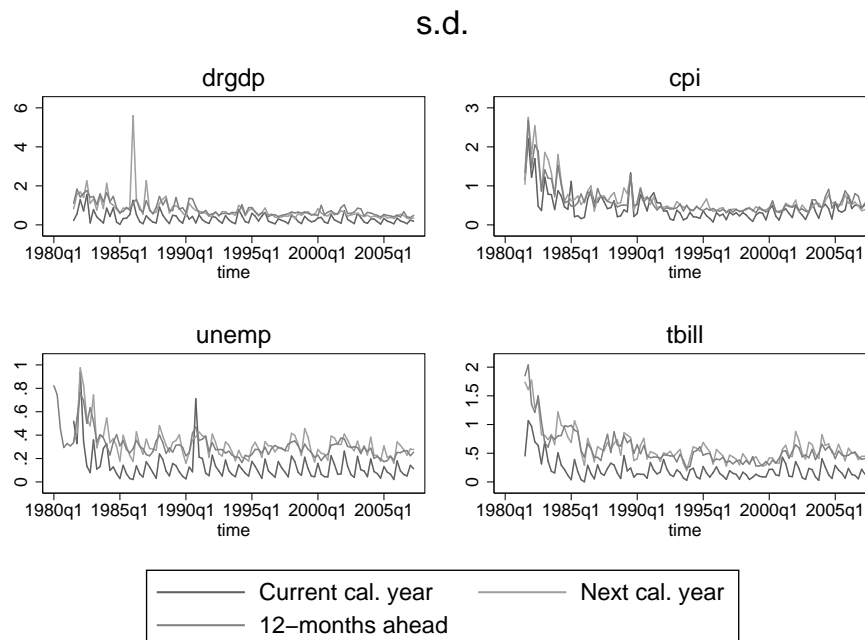 s.d.
drgdp
0 2 4 6
1980q1 1985q1 1990q1 1995q1 2000q1 2005q1
time
cpi
0 1 2 3
1980q1 1985q1 1990q1 1995q1 2000q1 2005q1
time
unemp
0 .2 .4 .6 .8 1
1980q1 1985q1 1990q1 1995q1 2000q1 2005q1
time
tbill
0 .5 1 1.5 2
1980q1 1985q1 1990q1 1995q1 2000q1 2005q1
time
Current cal. year Next cal. year
12−months ahead